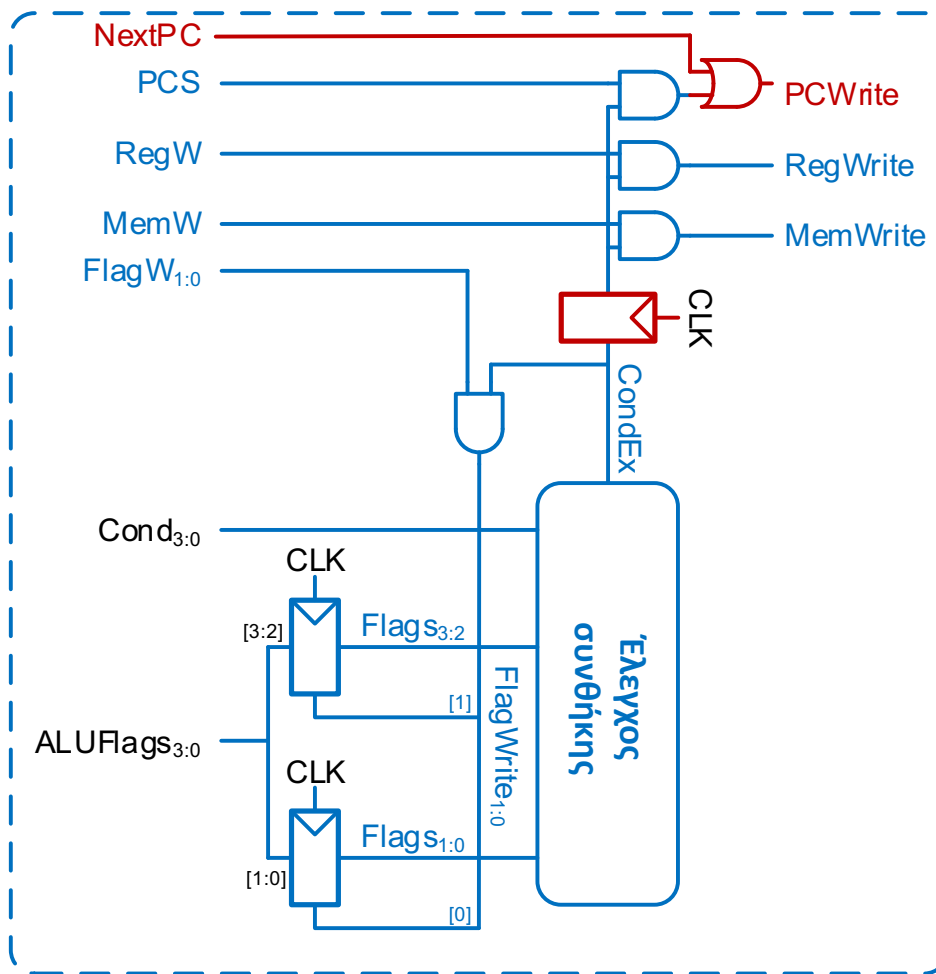 NextPC
PCS
PCWrite
RegW
RegWrite
MemW
MemWrite
FlagW1:0
CLK
CondEx
Cond3:0
CLK
[3:2]
Flags3:2
Έλεγχος
συνθήκης
[1]
FlagWrite1:0
ALUFlags3:0
CLK
Flags1:0
[1:0]
[0]